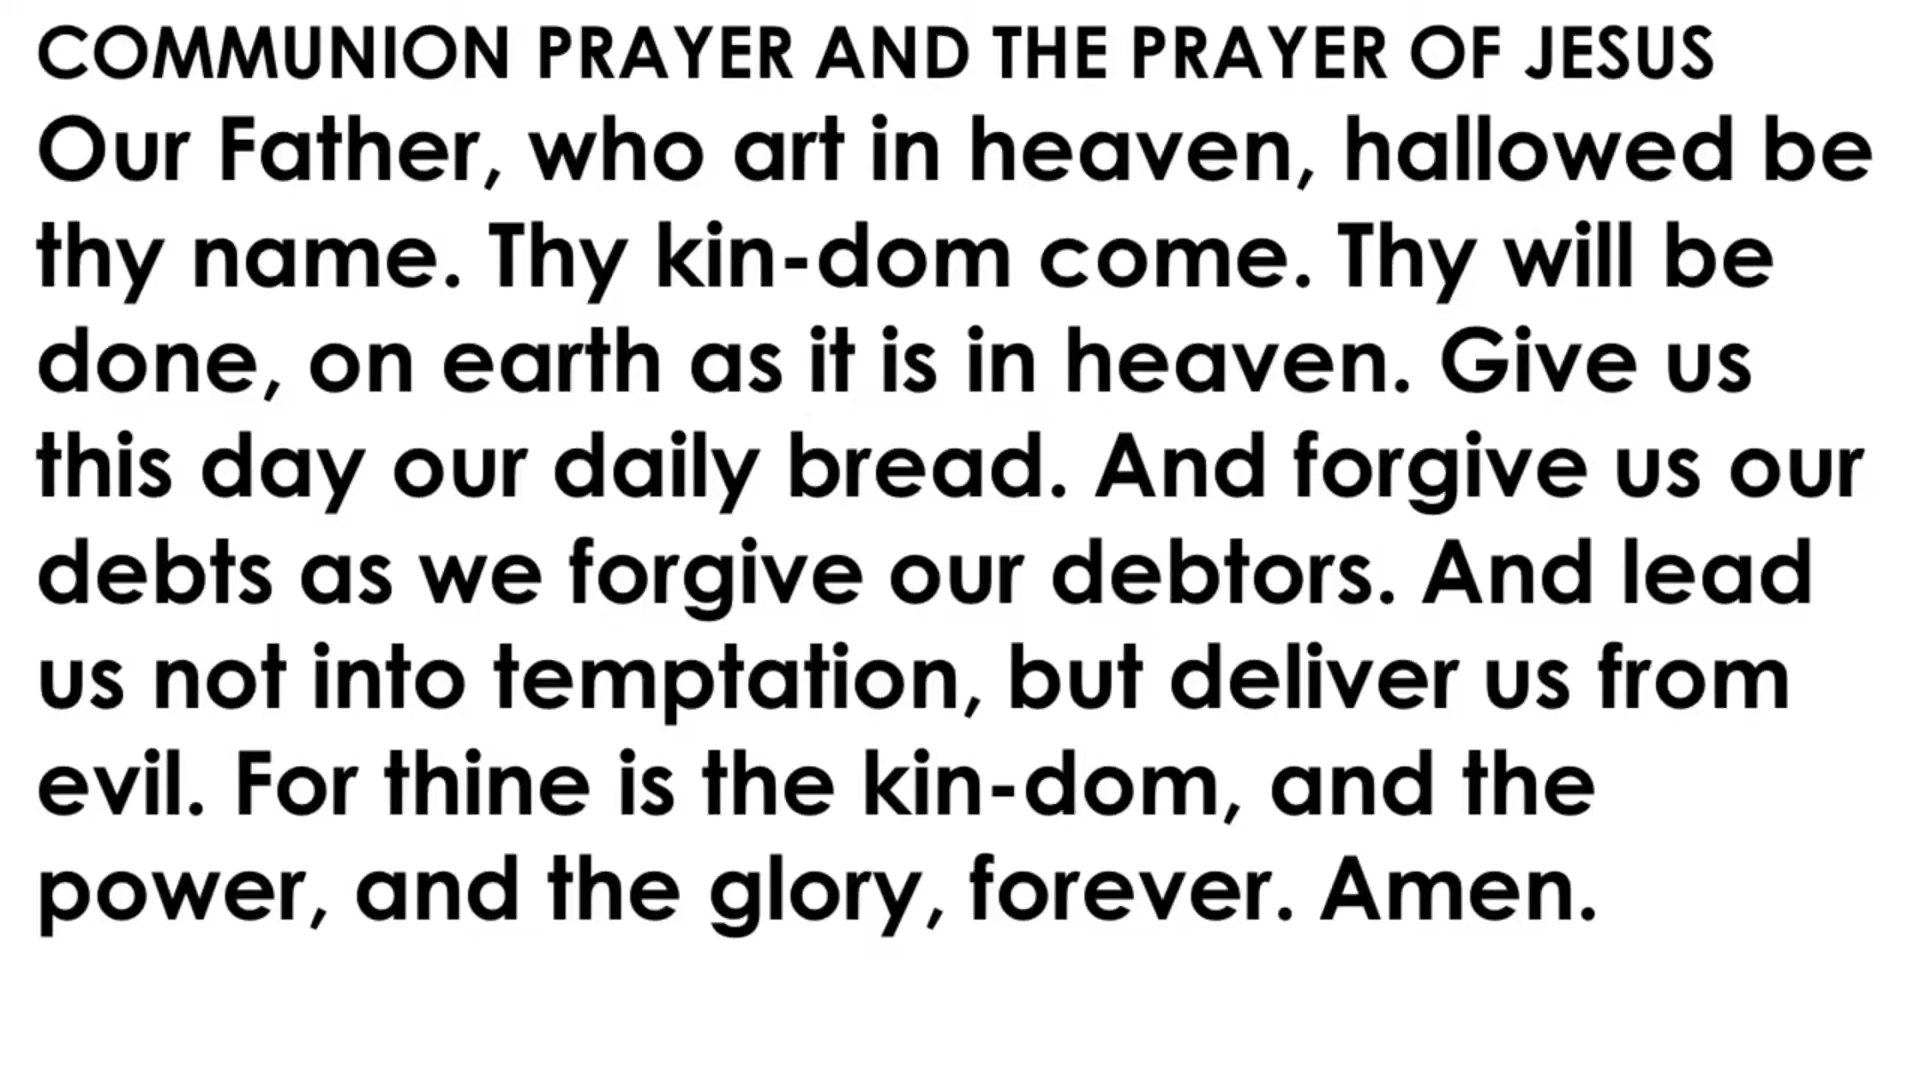 COMMUNION PRAYER AND THE PRAYER OF JESUS
Our Father, who art in heaven, hallowed be
thy name. Thy kin-dom come. Thy will be
done, on earth as it is in heaven. Give us
this day our daily bread. And forgive us our
debts as we forgive our debtors. And lead
us not into temptation, but deliver us from
evil. For thine is the kin-dom, and the
power, and the glory, forever. Amen.